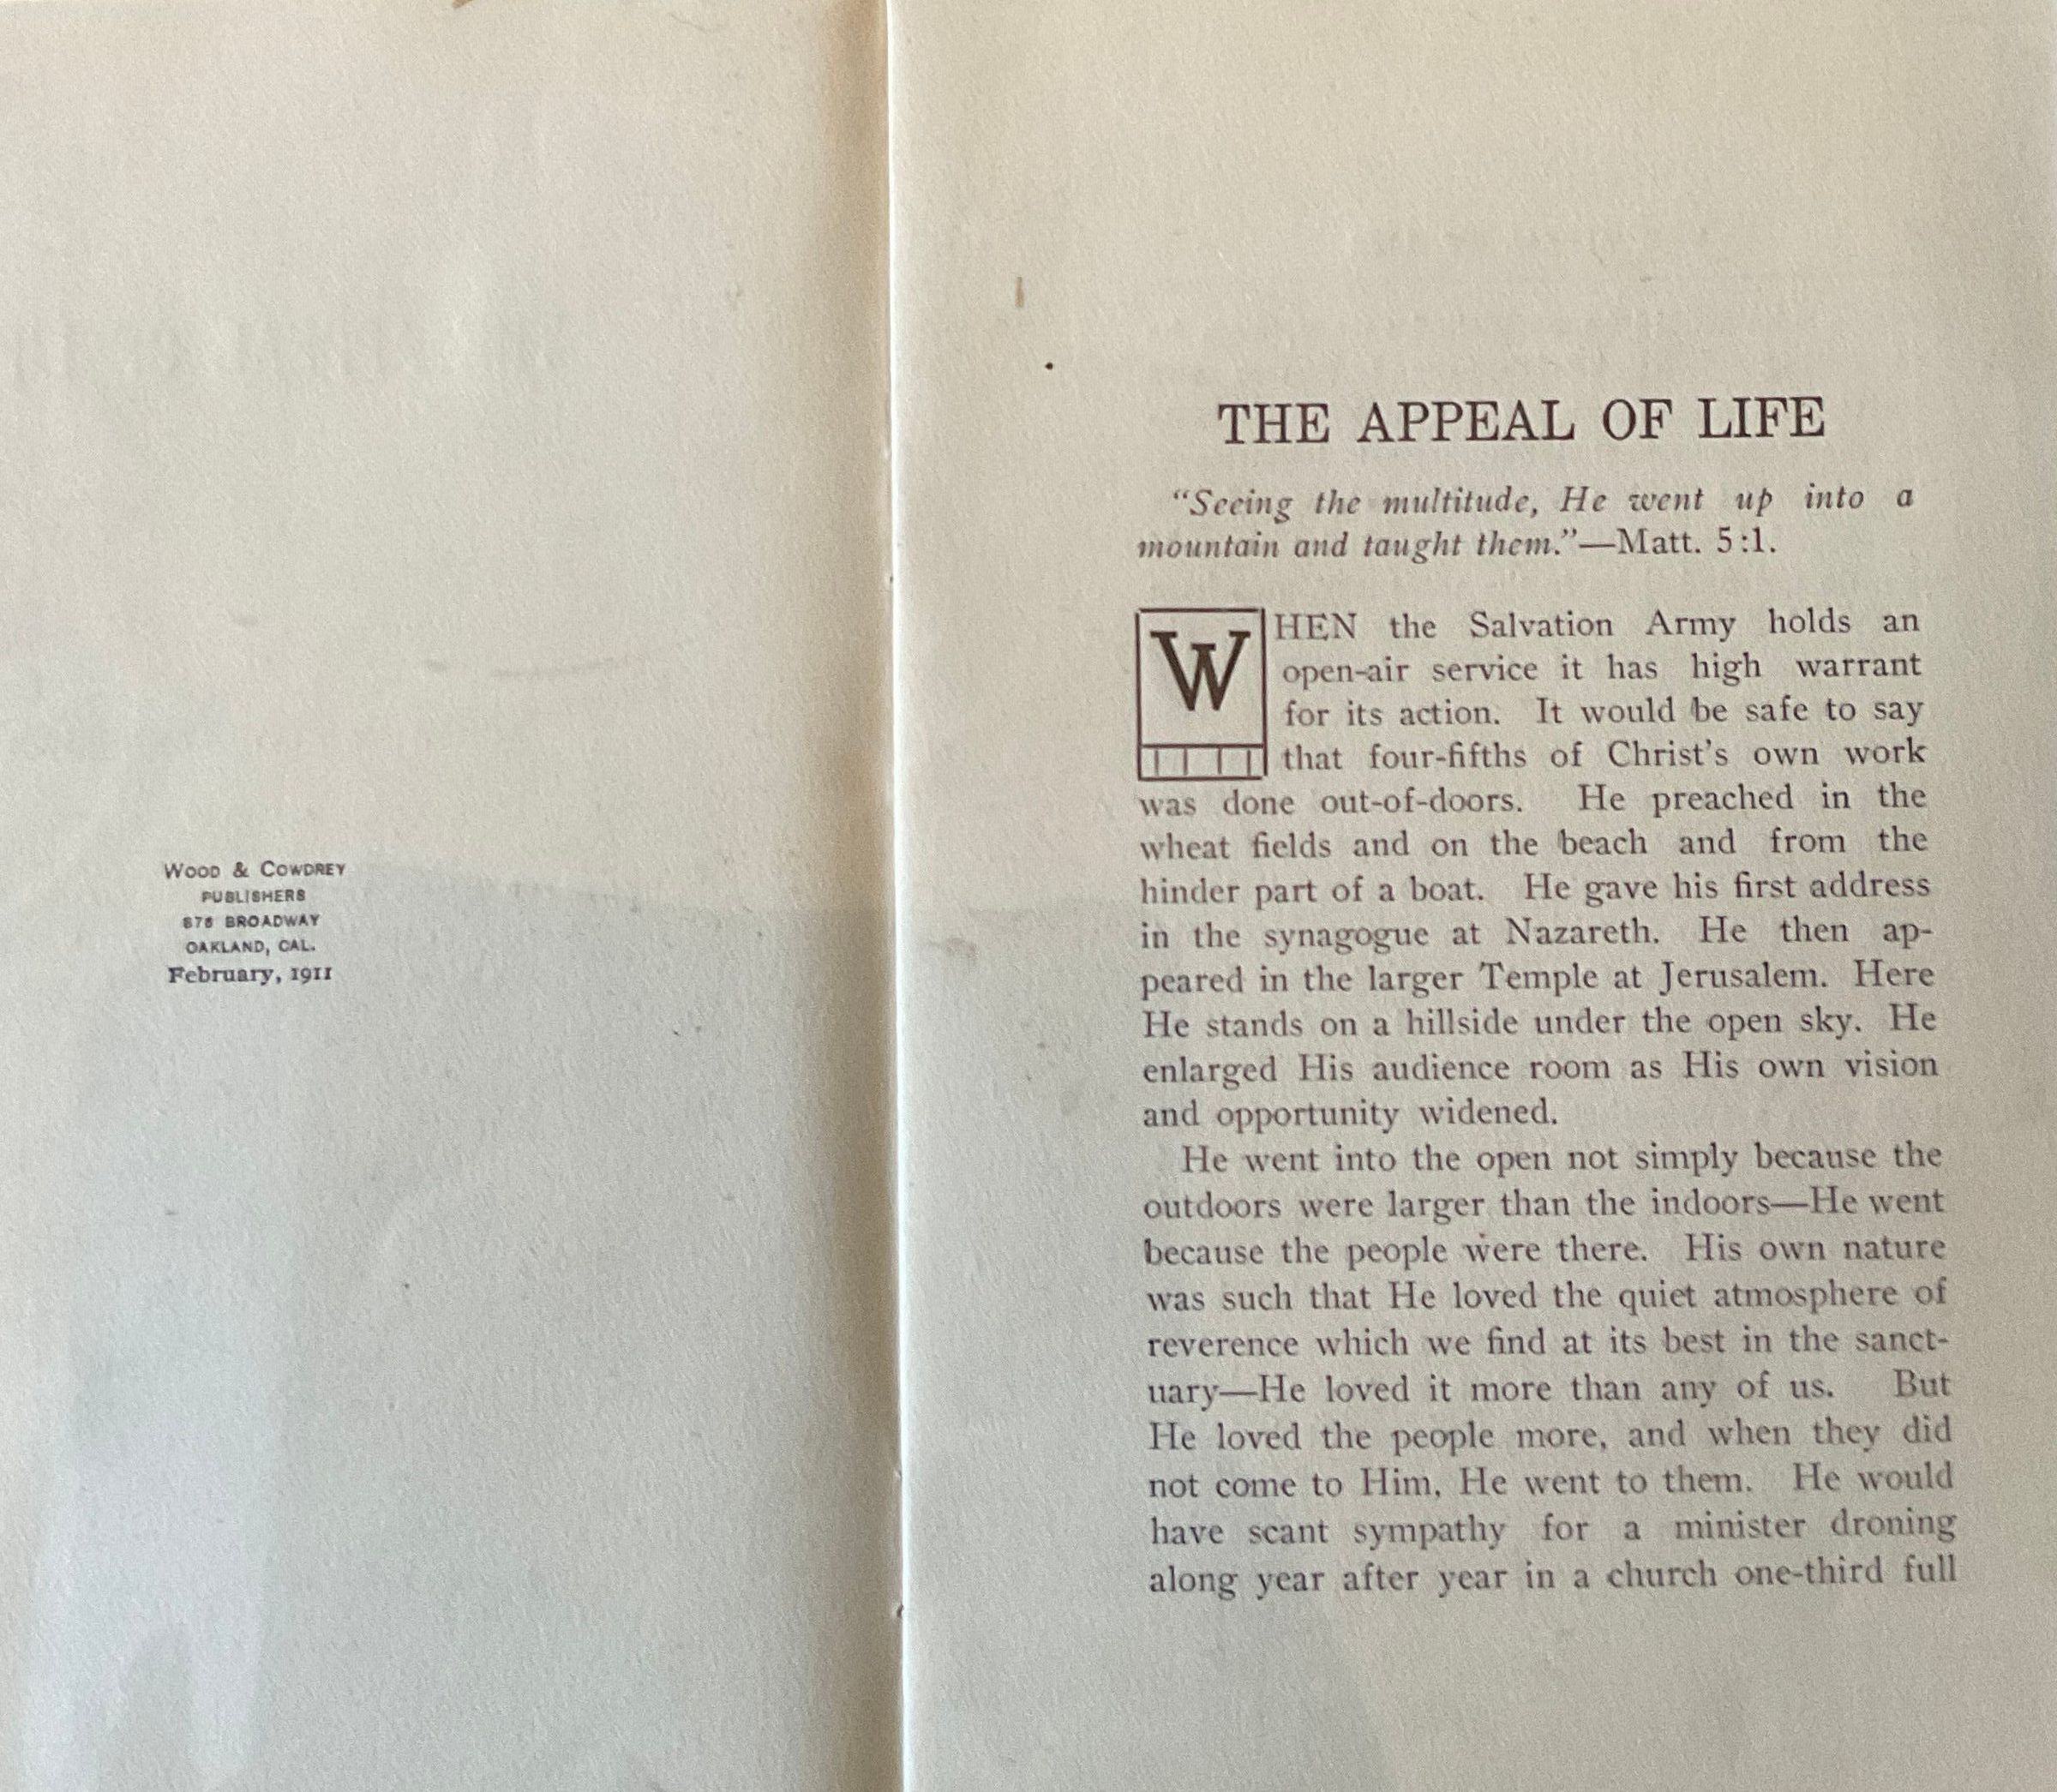 WOOD & COWDREY
PUBLISHERS
876 BROADWAY
OAKLAND, CAL.
February, 1911
THE APPEAL OF LIFE
“Seeing the multitude, He went up into a
mountain and taught them.”—Matt. 5:1.
WHEN the Salvation Army holds an
open-air service it has high warrant
for its action. It would be safe to say
that four-fifths of Christ’s own work
was done out-of-doors. He preached in the
wheat fields and on the beach and from the
hinder part of a boat. He gave his first address
in the synagogue at Nazareth. He then ap-
peared in the larger Temple at Jerusalem. Here
He stands on a hillside under the open sky. He
enlarged His audience room as His own vision
and opportunity widened.
He went into the open not simply because the
outdoors were larger than the indoors—He went
because the people were there. His own nature
was such that He loved the quiet atmosphere of
reverence which we find at its best in the sanct-
uary—He loved it more than any of us. But
He loved the people more, and when they did
not come to Him, He went to them. He would
have scant sympathy for a minister droning
along year after year in a church one-third full